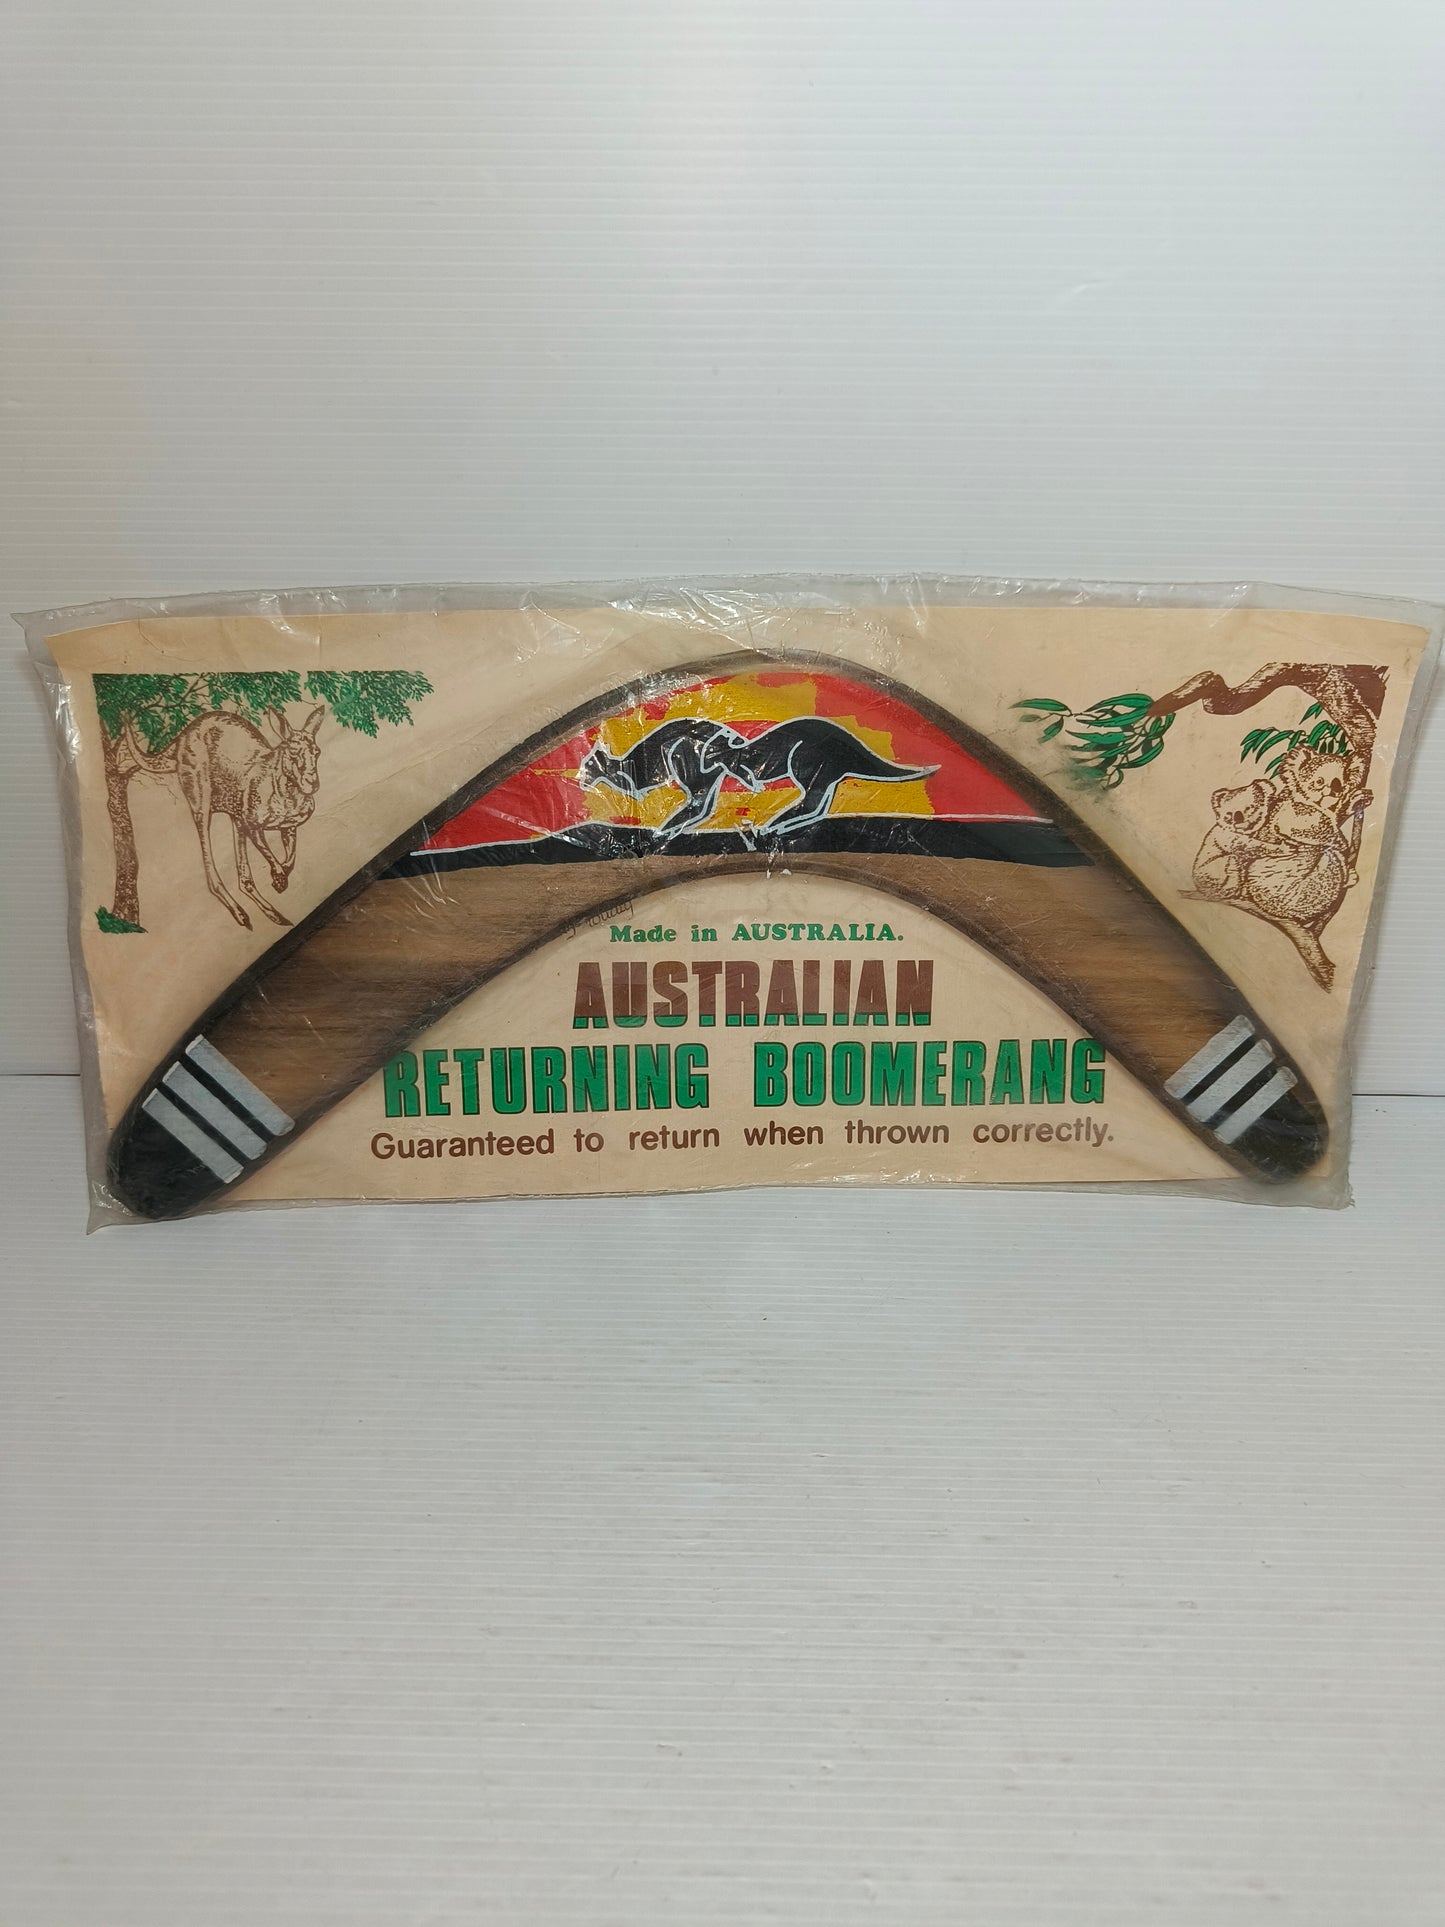 Made in AUSTRALIA.
AUSTRALIAN
RETURNING BOOMERANG
Guaranteed to return when thrown correctly.